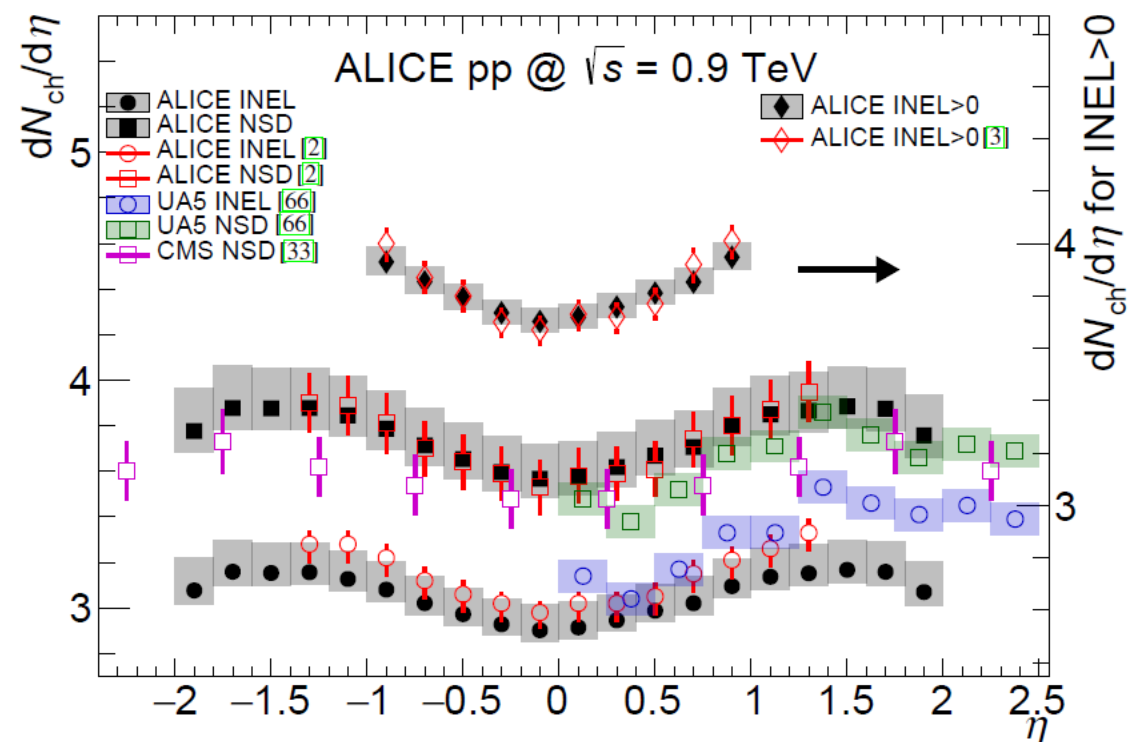 ALICE pp @ √s = 0.9 TeV
dN_ch/dη
ALICE INEL
ALICE NSD
ALICE INEL [2]
ALICE NSD [2]
UA5 INEL [66]
UA5 NSD [66]
CMS NSD [33]
ALICE INEL>0
ALICE INEL>0 [3]
dN_ch/dη for INEL>0
5
4
3
4
3
−2 −1.5 −1 −0.5 0 0.5 1 1.5 2 2.5
η